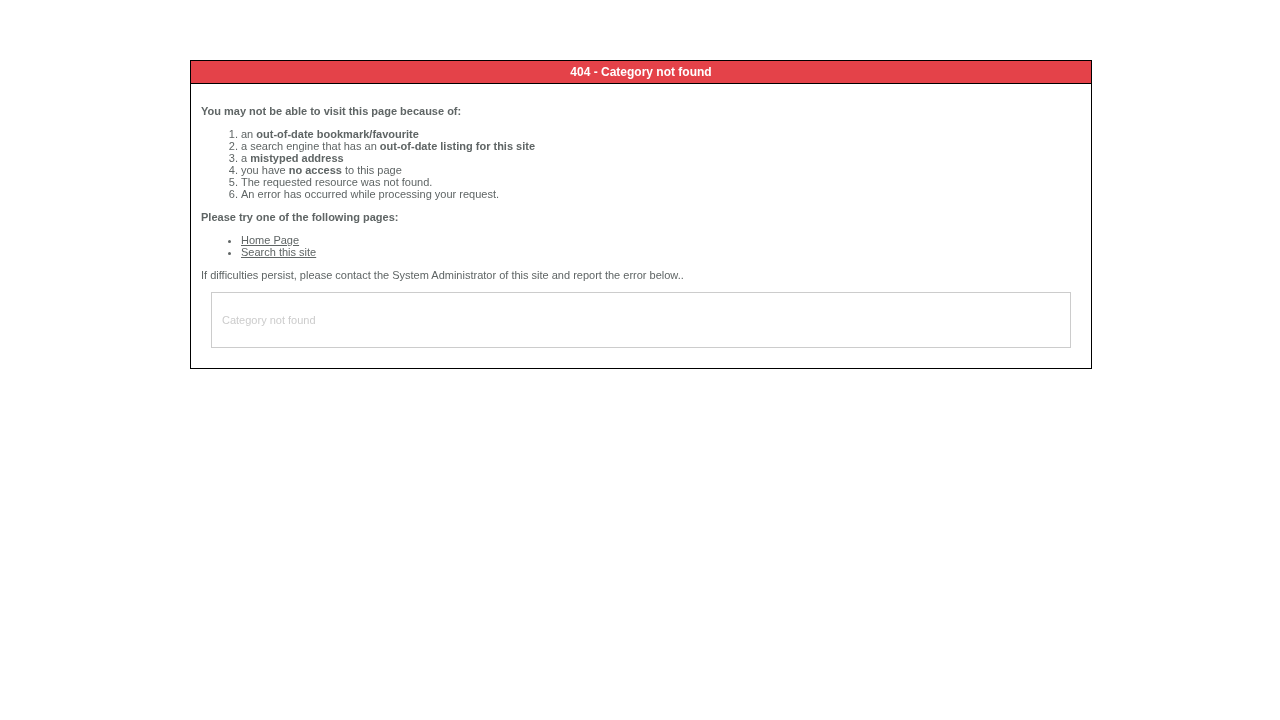 404 - Category not found
You may not be able to visit this page because of:
1. an out-of-date bookmark/favourite
2. a search engine that has an out-of-date listing for this site
3. a mistyped address
4. you have no access to this page
5. The requested resource was not found.
6. An error has occurred while processing your request.
Please try one of the following pages:
• Home Page
• Search this site
If difficulties persist, please contact the System Administrator of this site and report the error below..
Category not found